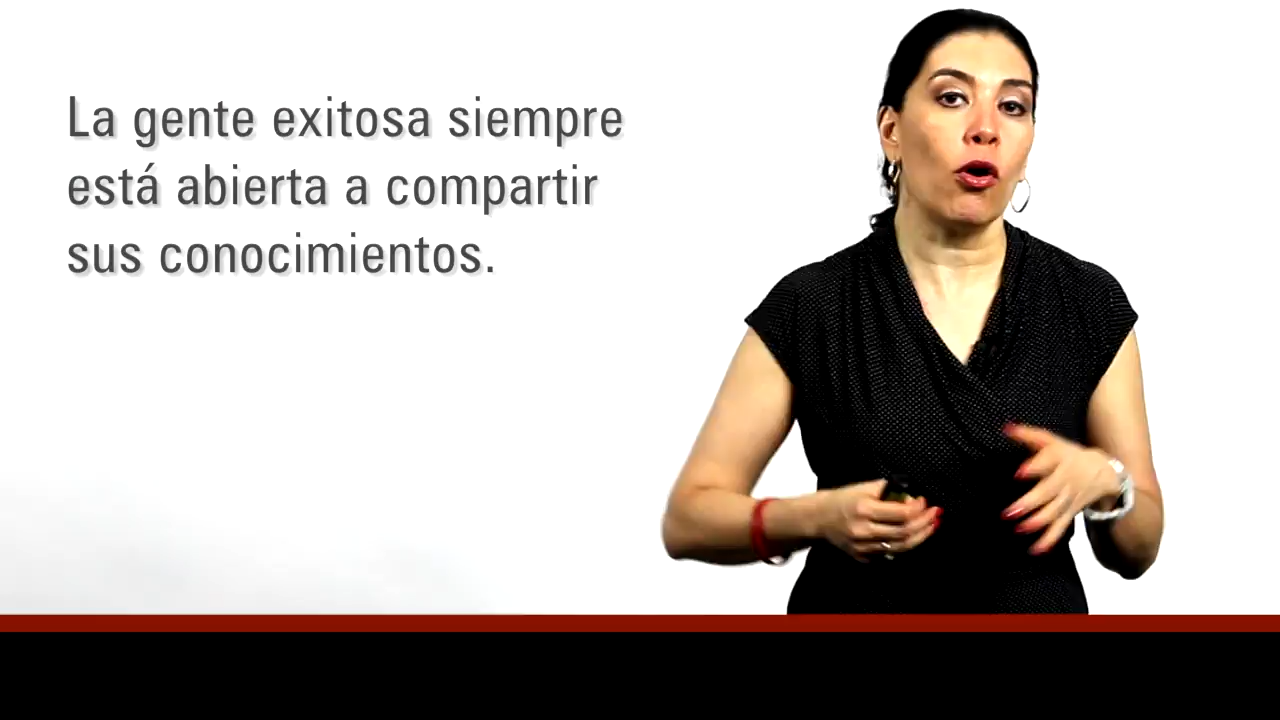 La gente exitosa siempre
está abierta a compartir
sus conocimientos.